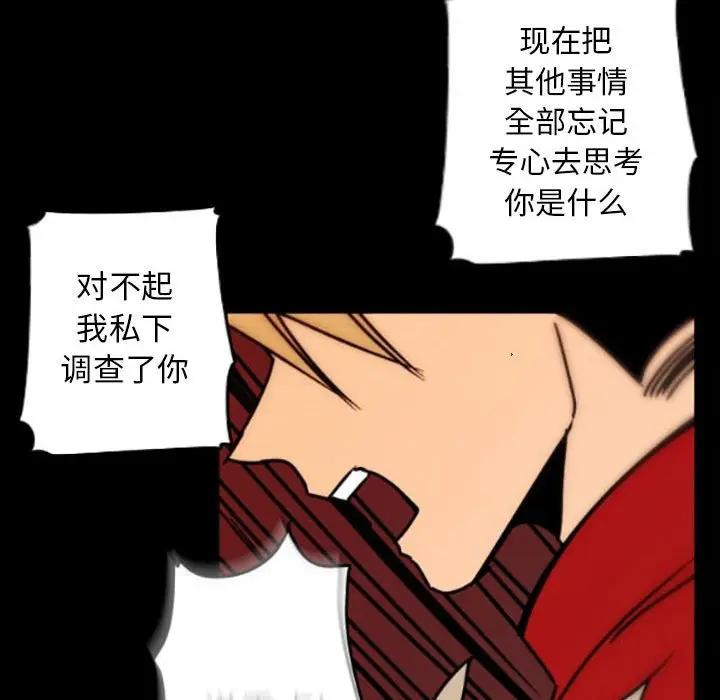 现在把
其他事情
全部忘记
专心去思考
你是什么
对不起
我私下
调查了你